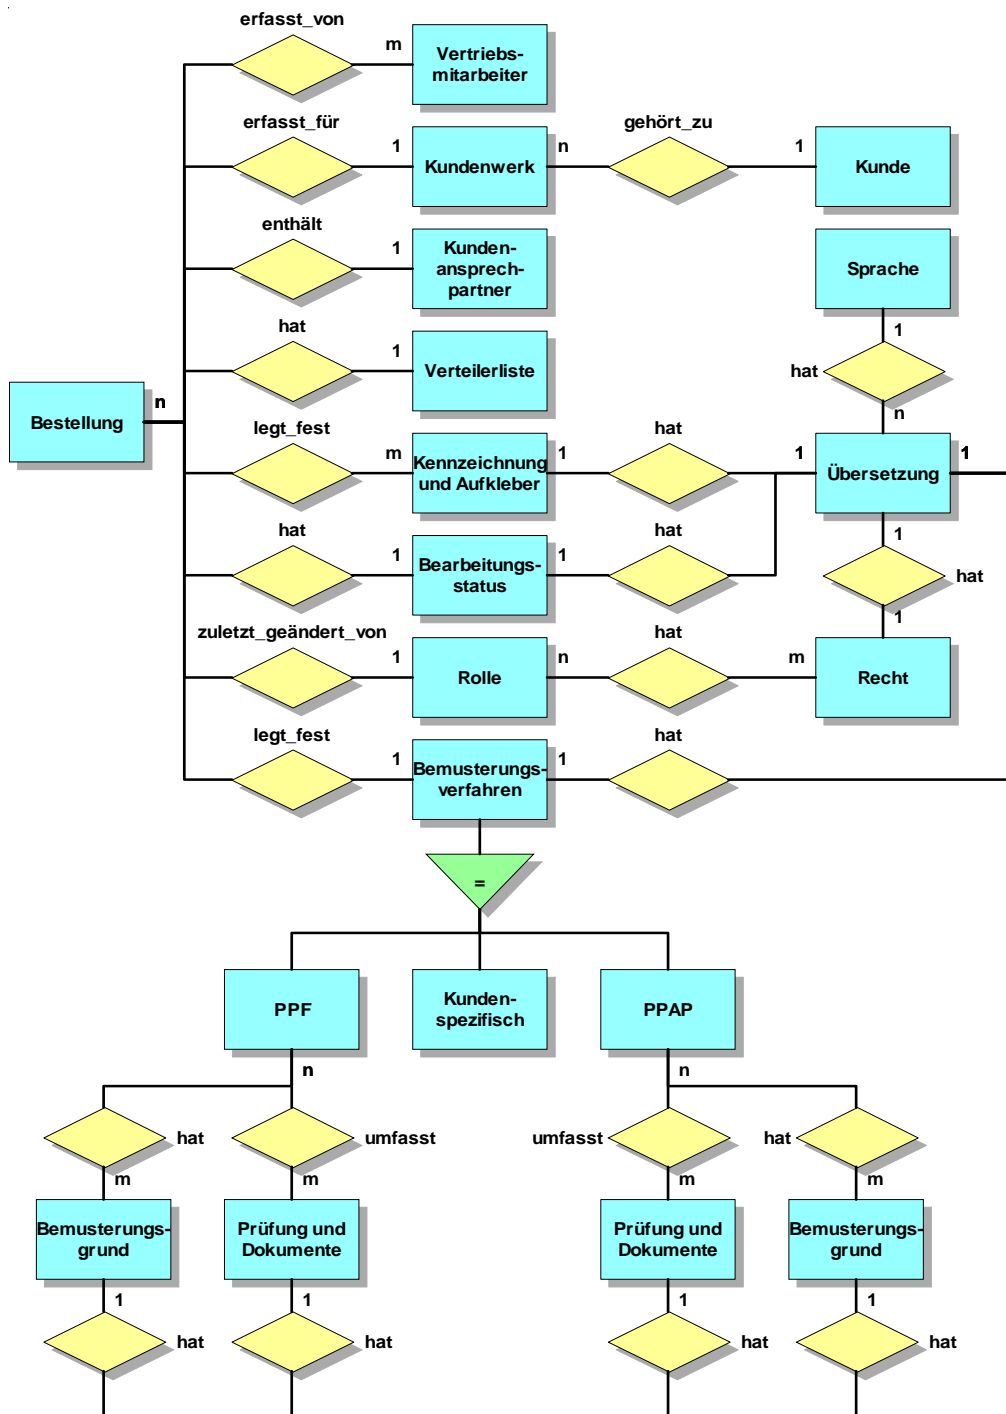 erfasst_von
m
Vertriebs-
mitarbeiter
erfasst_für
1
Kundenwerk
n
gehört_zu
1
Kunde
enthält
1
Kunden-
ansprech-
partner
Sprache
1
hat
n
hat
1
Verteilerliste
Bestellung
n
legt_fest
m
Kennzeichnung
und Aufkleber
1
hat
1
Übersetzung
1
hat
1
Bearbeitungs-
status
1
hat
1
hat
1
zuletzt_geändert_von
1
Rolle
n
hat
m
Recht
legt_fest
1
Bemusterungs-
verfahren
1
hat
=
PPF
Kunden-
spezifisch
PPAP
n
n
hat
umfasst
umfasst
hat
m
m
m
m
Bemusterungs-
grund
Prüfung und
Dokumente
Prüfung und
Dokumente
Bemusterungs-
grund
1
1
1
1
hat
hat
hat
hat